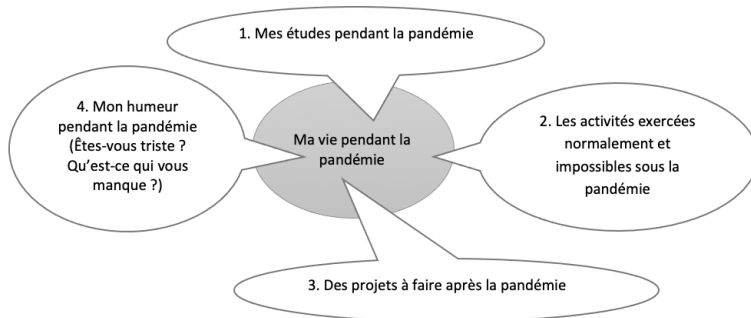 1. Mes études pendant la pandémie
4. Mon humeur
pendant la pandémie
(Êtes-vous triste ?
Qu'est-ce qui vous
manque ?)
Ma vie pendant la
pandémie
2. Les activités exercées
normalement et
impossibles sous la
pandémie
3. Des projets à faire après la pandémie